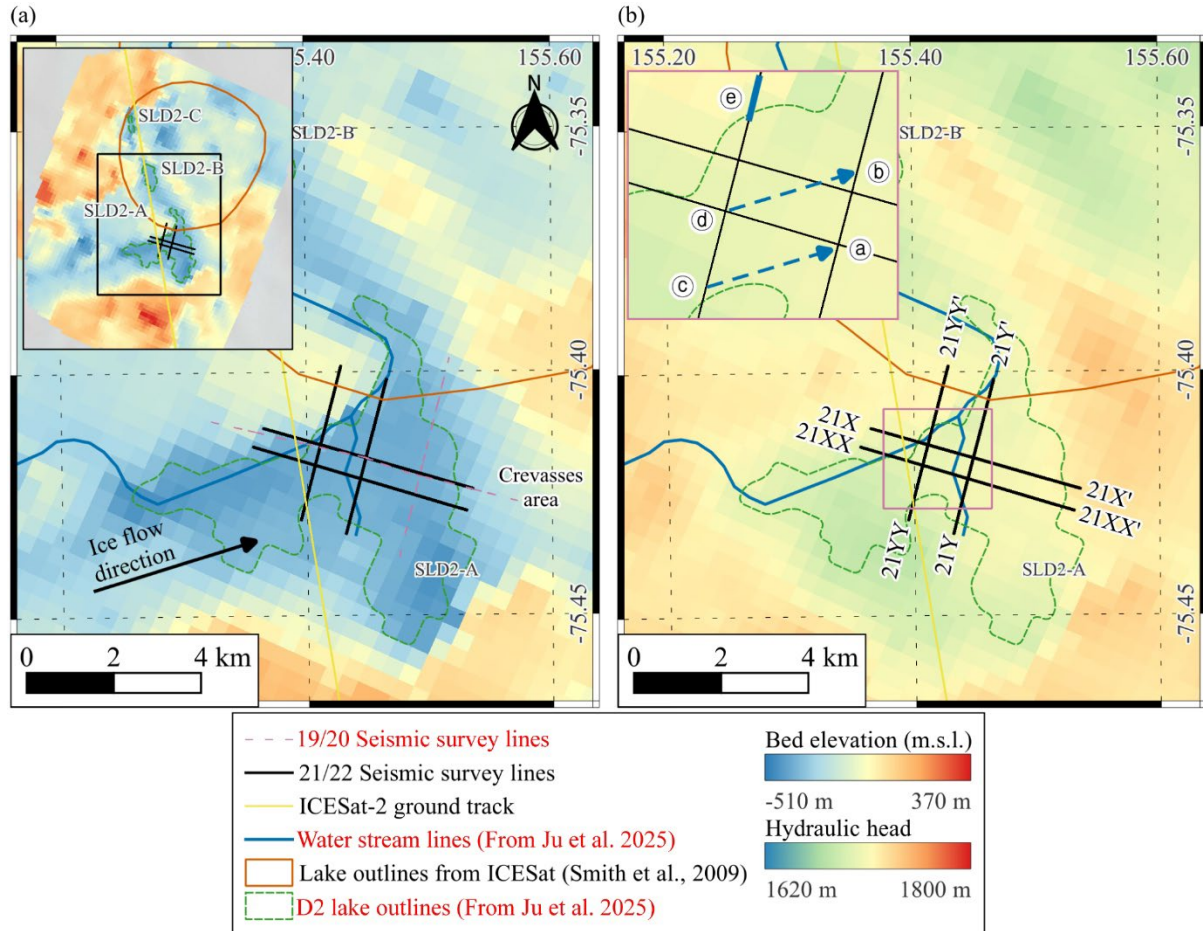 (a)
(b)
155.40
155.60
155.20
155.40
155.60
N
SLD2-C
SLD2-B
SLD2-A
SLD2-B
SLD2-B
ⓔ
ⓑ
ⓓ
ⓐ
ⓒ
-75.35
-75.35
-75.40
-75.40
21YY'
21Y'
21X
21XX
21X'
21XX'
21YY
21Y
Crevasses
area
Ice flow
direction
SLD2-A
SLD2-A
-75.45
-75.45
0 2 4 km
0 2 4 km
19/20 Seismic survey lines
21/22 Seismic survey lines
ICESat-2 ground track
Water stream lines (From Ju et al. 2025)
Lake outlines from ICESat (Smith et al., 2009)
D2 lake outlines (From Ju et al. 2025)
Bed elevation (m.s.l.)
-510 m 370 m
Hydraulic head
1620 m 1800 m